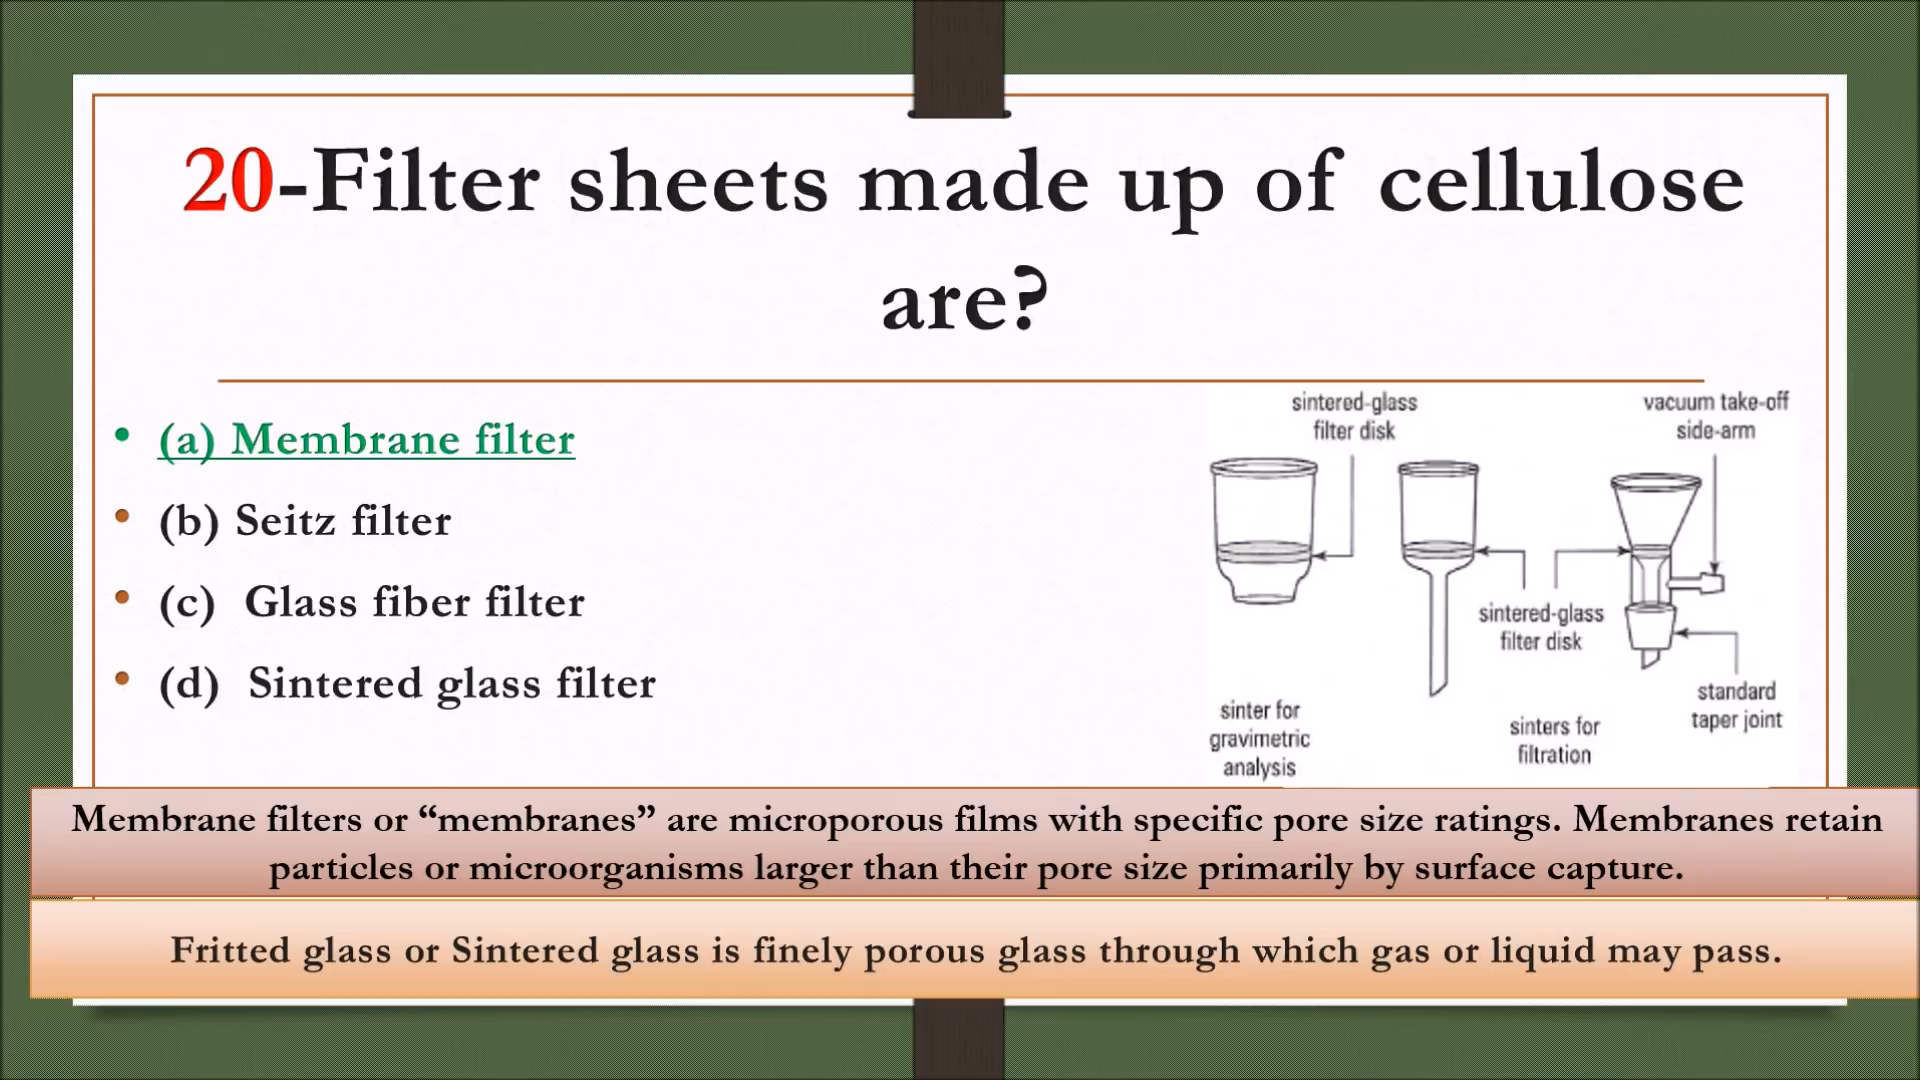 20-Filter sheets made up of cellulose
are?
• (a) Membrane filter
• (b) Seitz filter
• (c) Glass fiber filter
• (d) Sintered glass filter
sintered-glass
filter disk
vacuum take-off
side-arm
sintered-glass
filter disk
standard
taper joint
sinter for
gravimetric
analysis
sinters for
filtration
Membrane filters or “membranes” are microporous films with specific pore size ratings. Membranes retain
particles or microorganisms larger than their pore size primarily by surface capture.
Fritted glass or Sintered glass is finely porous glass through which gas or liquid may pass.